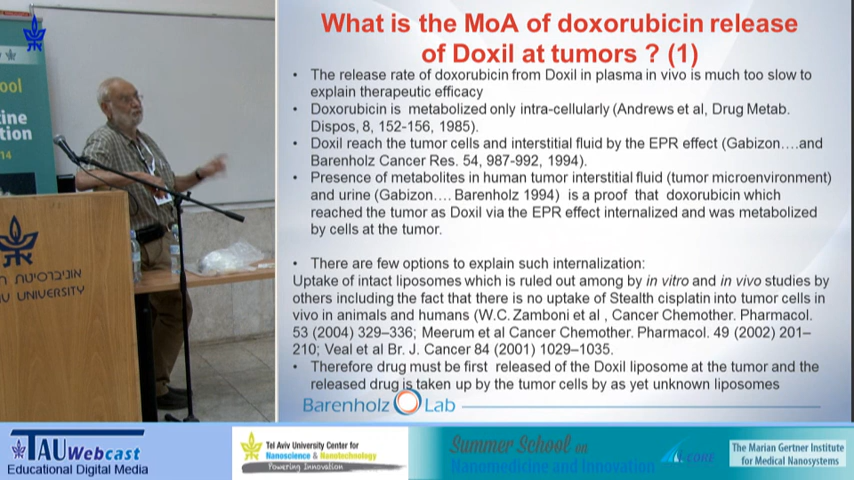 What is the MoA of doxorubicin release
of Doxil at tumors ? (1)
• The release rate of doxorubicin from Doxil in plasma in vivo is much too slow to
explain therapeutic efficacy
• Doxorubicin is metabolized only intra-cellularly (Andrews et al, Drug Metab.
Dispos, 8, 152-156, 1985).
• Doxil reach the tumor cells and interstitial fluid by the EPR effect (Gabizon….and
Barenholz Cancer Res. 54, 987-992, 1994).
• Presence of metabolites in human tumor interstitial fluid (tumor microenvironment)
and urine (Gabizon…. Barenholz 1994) is a proof that doxorubicin which
reached the tumor as Doxil via the EPR effect internalized and was metabolized
by cells at the tumor.
• There are few options to explain such internalization:
Uptake of intact liposomes which is ruled out among by in vitro and in vivo studies by
others including the fact that there is no uptake of Stealth cisplatin into tumor cells in
vivo in animals and humans (W.C. Zamboni et al , Cancer Chemother. Pharmacol.
53 (2004) 329–336; Meerum et al Cancer Chemother. Pharmacol. 49 (2002) 201–
210; Veal et al Br. J. Cancer 84 (2001) 1029–1035.
• Therefore drug must be first released of the Doxil liposome at the tumor and the
released drug is taken up by the tumor cells by as yet unknown liposomes
Barenholz Lab
ool
ine
tion
14
אוניברסיטת
U UNIVERSITY
TAU Webcast
Educational Digital Media
Tel Aviv University Center for
Nanoscience & Nanotechnology
Powering Innovation
Summer School on
Nanomedicine and Innovation
i-CORE
The Marian Gertner Institute
for Medical Nanosystems